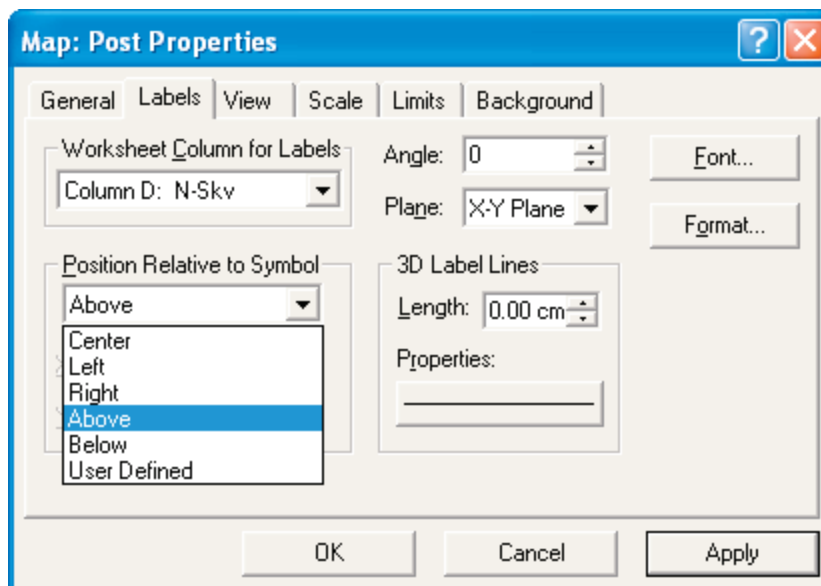 Map: Post Properties
General Labels View Scale Limits Background
Worksheet Column for Labels
Column D: N-Skv
Angle: 0
Plane: X-Y Plane
Font...
Format...
Position Relative to Symbol
Above
Center
Left
Right
Above
Below
User Defined
3D Label Lines
Length: 0.00 cm
Properties:
OK Cancel Apply